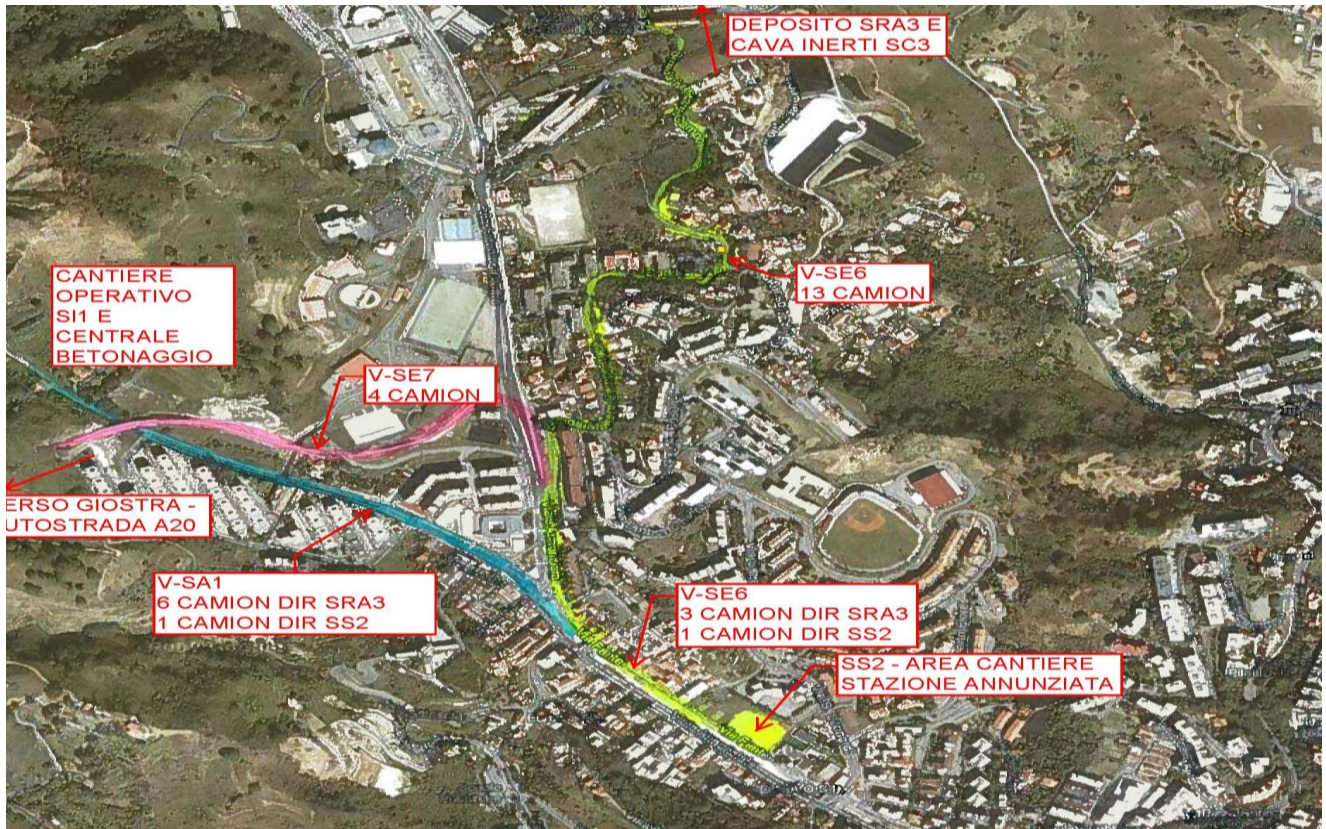 DEPOSITO SRA3 E
CAVA INERTI SC3
V-SE6
13 CAMION
CANTIERE
OPERATIVO
SI1 E
CENTRALE
BETONAGGIO
V-SE7
4 CAMION
ERSO GIOSTRA -
UTOSTRADA A20
V-SA1
6 CAMION DIR SRA3
1 CAMION DIR SS2
V-SE6
3 CAMION DIR SRA3
1 CAMION DIR SS2
SS2 - AREA CANTIERE
STAZIONE ANNUNZIATA